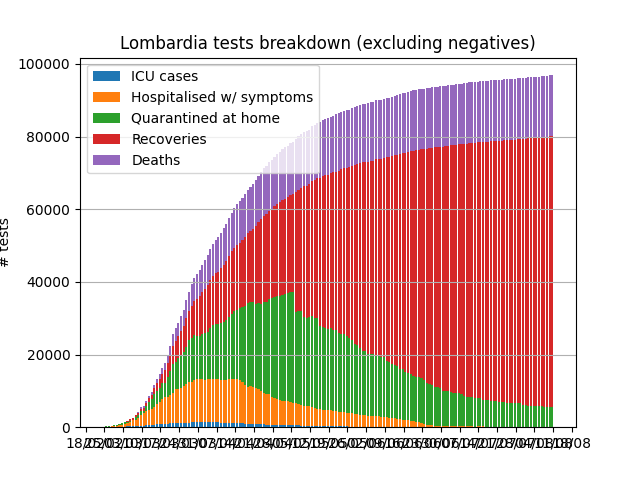 Lombardia tests breakdown (excluding negatives)
100000
80000
60000
40000
20000
0
# tests
ICU cases
Hospitalised w/ symptoms
Quarantined at home
Recoveries
Deaths